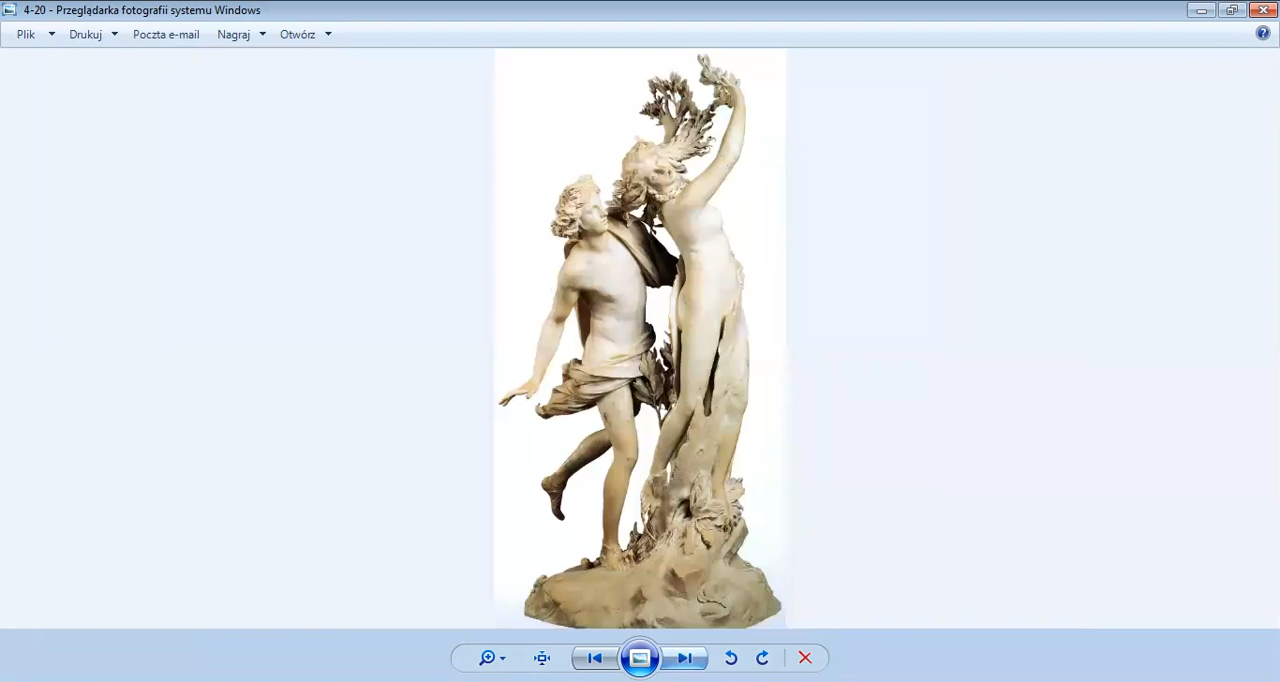 4-20 - Przeglądarka fotografii systemu Windows
Plik Drukuj Poczta e-mail Nagraj Otwórz